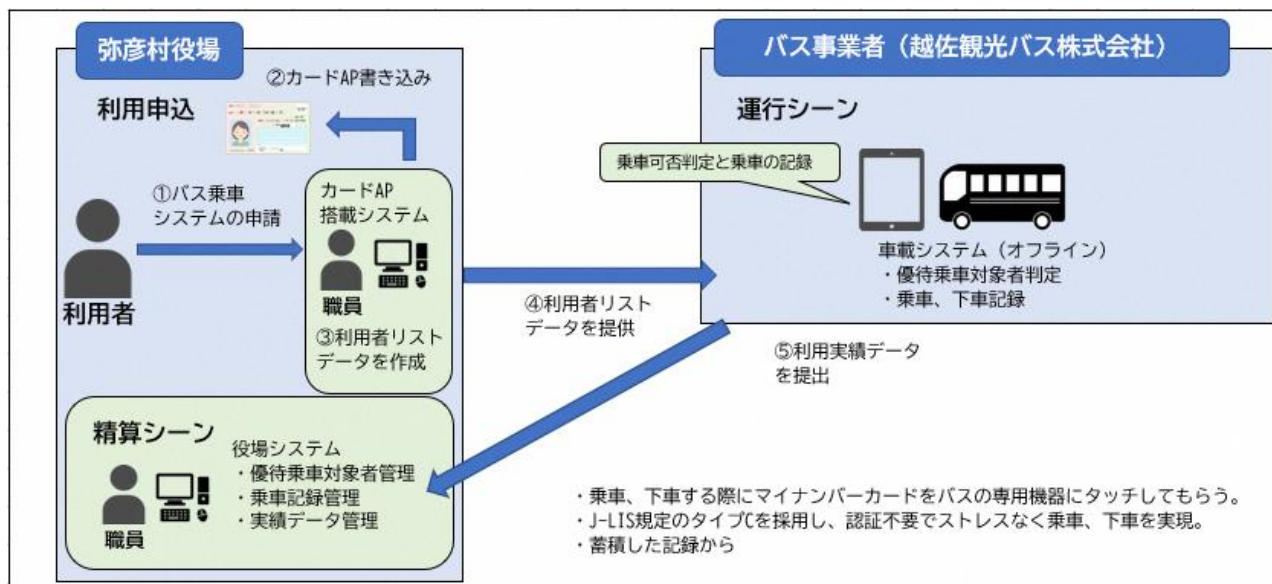 弥彦村役場
②カードAP書き込み
利用申込
①バス乗車
システムの申請
利用者
カードAP
搭載システム
職員
③利用者リスト
データを作成
④利用者リスト
データを提供
バス事業者（越佐観光バス株式会社）
運行シーン
乗車可否判定と乗車の記録
車載システム（オフライン）
・優待乗車対象者判定
・乗車、下車記録
⑤利用実績データ
を提出
精算シーン
役場システム
・優待乗車対象者管理
・乗車記録管理
・実績データ管理
職員
・乗車、下車する際にマイナンバーカードをバスの専用機器にタッチしてもらう。
・J-LIS規定のタイプCを採用し、認証不要でストレスなく乗車、下車を実現。
・蓄積した記録から